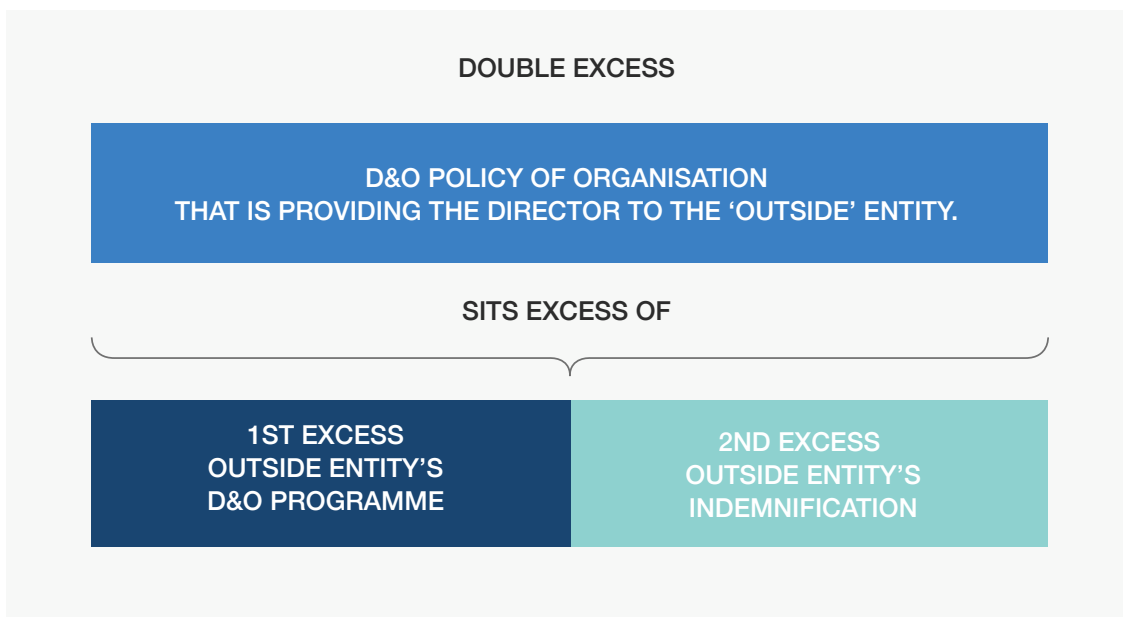 DOUBLE EXCESS
D&O POLICY OF ORGANISATION
THAT IS PROVIDING THE DIRECTOR TO THE ‘OUTSIDE’ ENTITY.
SITS EXCESS OF
1ST EXCESS
OUTSIDE ENTITY’S
D&O PROGRAMME
2ND EXCESS
OUTSIDE ENTITY’S
INDEMNIFICATION